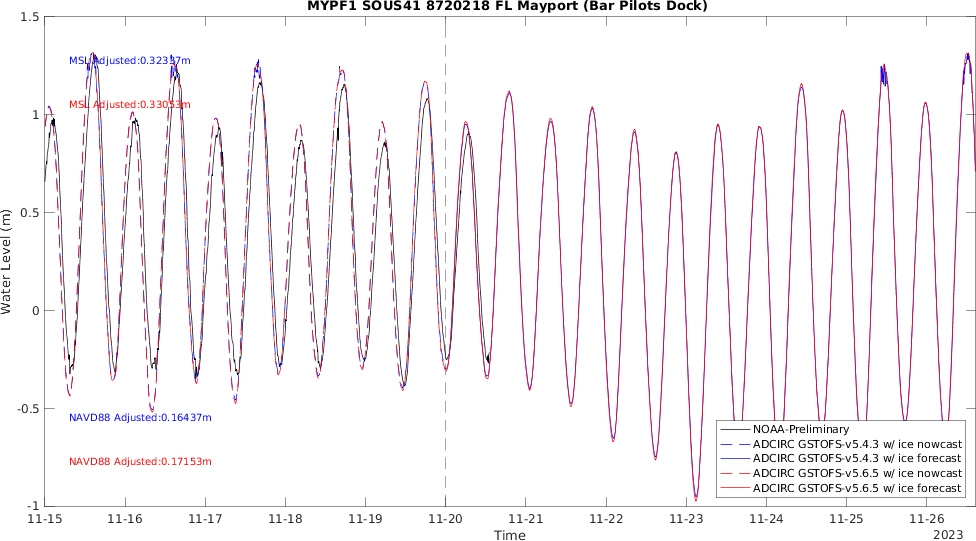 MYPF1 SOUS41 8720218 FL Mayport (Bar Pilots Dock)
1.5
1
0.5
0
-0.5
-1
Water Level (m)
MSL Adjusted:0.32337m
MSL Adjusted:0.33053m
NAVD88 Adjusted:0.16437m
NAVD88 Adjusted:0.17153m
NOAA-Preliminary
ADCIRC GSTOFS-v5.4.3 w/ ice nowcast
ADCIRC GSTOFS-v5.4.3 w/ ice forecast
ADCIRC GSTOFS-v5.6.5 w/ ice nowcast
ADCIRC GSTOFS-v5.6.5 w/ ice forecast
11-15 11-16 11-17 11-18 11-19 11-20 11-21 11-22 11-23 11-24 11-25 11-26
Time
2023